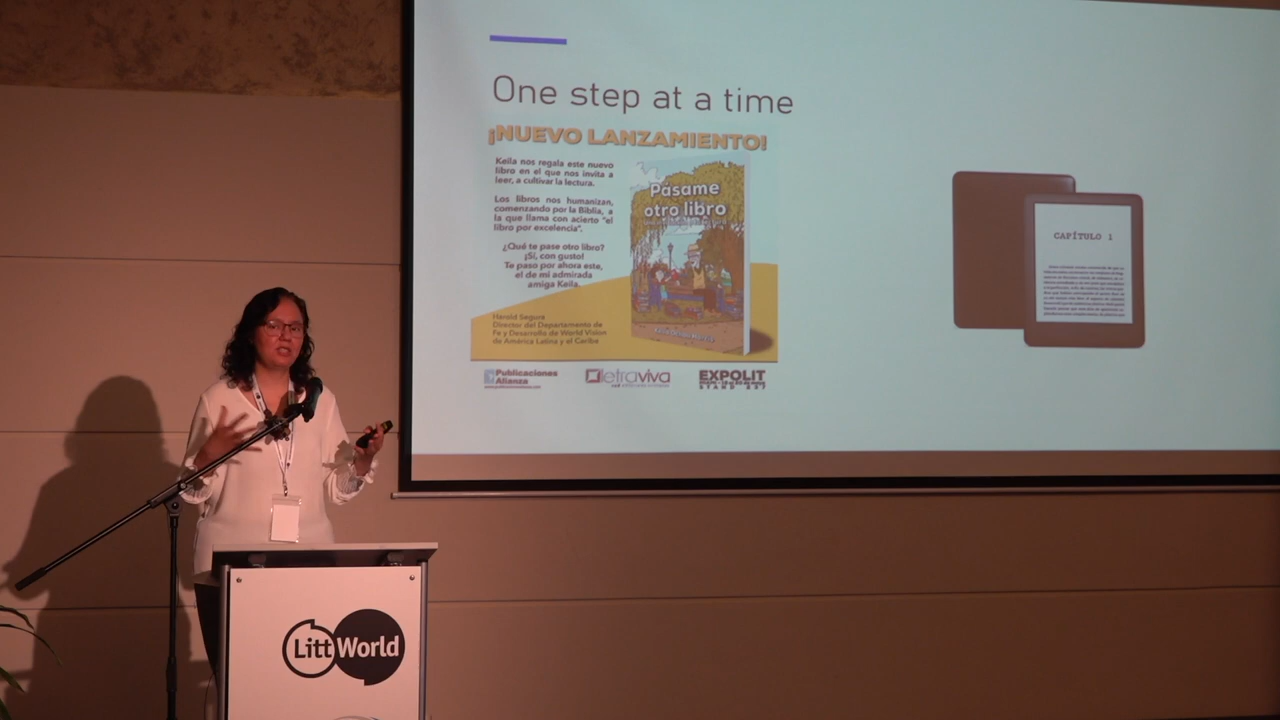 One step at a time
¡NUEVO LANZAMIENTO!
Keila nos regala este nuevo
libro en el que nos invita a
leer, a cultivar la lectura.
Los libros nos humanizan,
comenzando por la Biblia, a
la que llama con acierto "el
libro por excelencia".
¿Qué te pase otro libro?
¡Sí, con gusto!
Te paso por ahora este,
el de mi admirada
amiga Keila.
Harold Segura
Director del Departamento de
Fe y Desarrollo de World Vision
de América Latina y el Caribe
Pásame
otro libro
Publicaciones
Alianza
letraviva
EXPOLIT
CAPÍTULO 1
LittWorld